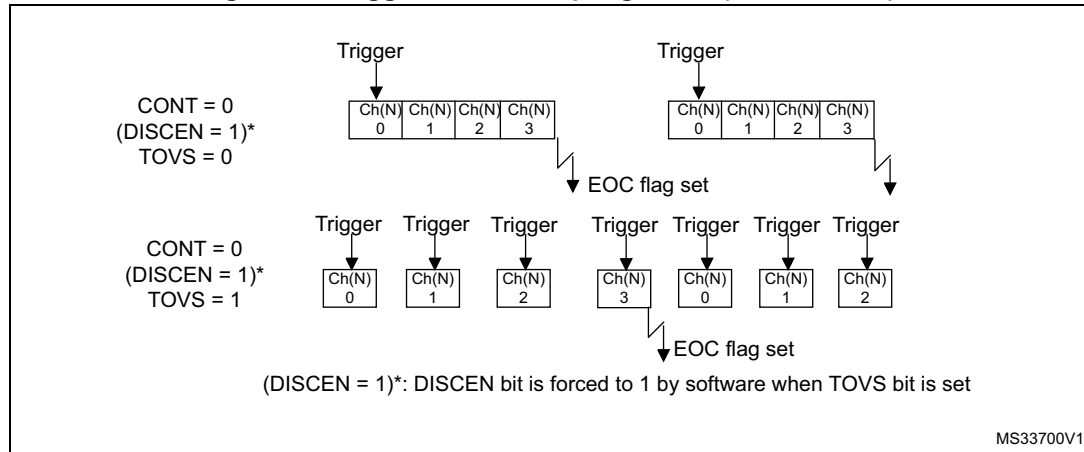 Trigger Trigger
CONT = 0
(DISCEN = 1)*
TOVS = 0
Ch(N) Ch(N) Ch(N) Ch(N) Ch(N) Ch(N) Ch(N) Ch(N)
0 1 2 3 0 1 2 3
EOC flag set
Trigger Trigger Trigger Trigger Trigger Trigger Trigger
CONT = 0
(DISCEN = 1)*
TOVS = 1
Ch(N) Ch(N) Ch(N) Ch(N) Ch(N) Ch(N) Ch(N)
0 1 2 3 0 1 2
EOC flag set
(DISCEN = 1)*: DISCEN bit is forced to 1 by software when TOVS bit is set
MS33700V1